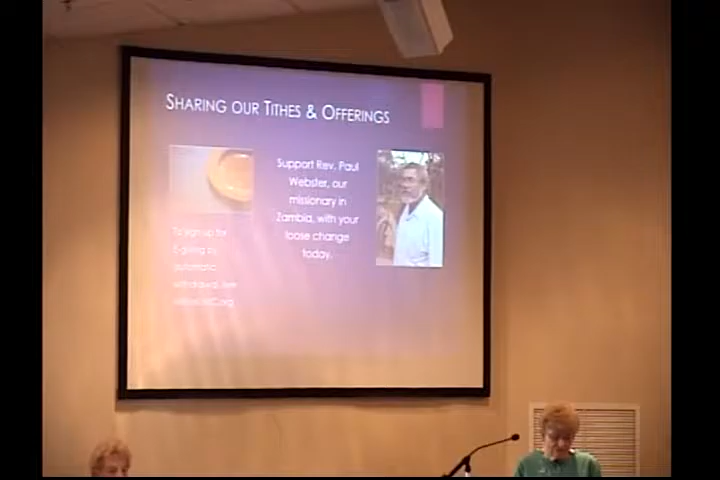 SHARING OUR TITHES & OFFERINGS
Support Rev. Paul
Webster, our
missionary in
Zambia, with your
loose change
today.
To sign up for
E-giving by
automatic